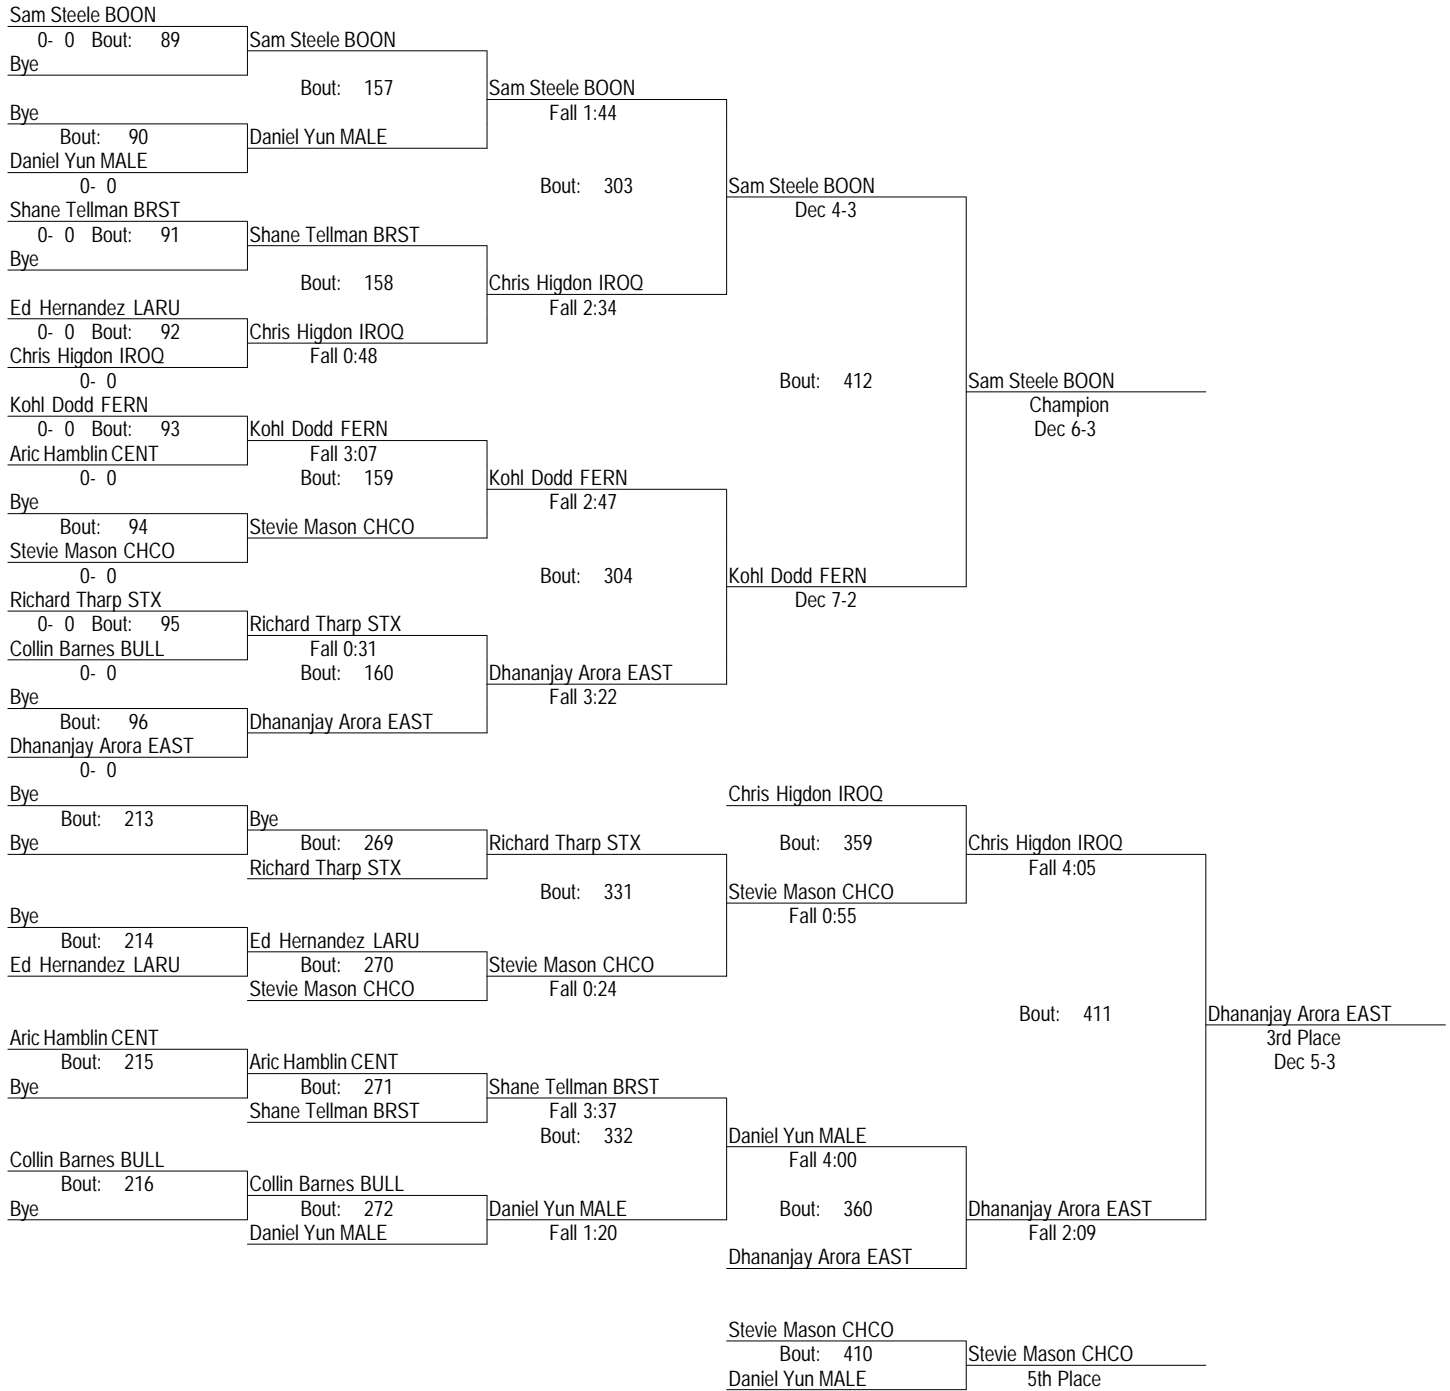 Sam Steele BOON
0- 0 Bout: 89
Sam Steele BOON
Bye
Bout: 157
Sam Steele BOON
Bye
Fall 1:44
Bout: 90
Daniel Yun MALE
Daniel Yun MALE
0- 0
Bout: 303
Sam Steele BOON
Shane Tellman BRST
Dec 4-3
0- 0 Bout: 91
Shane Tellman BRST
Bye
Bout: 158
Chris Higdon IROQ
Ed Hernandez LARU
Fall 2:34
0- 0 Bout: 92
Chris Higdon IROQ
Chris Higdon IROQ
Fall 0:48
0- 0
Bout: 412
Sam Steele BOON
Kohl Dodd FERN
Champion
0- 0 Bout: 93
Kohl Dodd FERN
Dec 6-3
Aric Hamblin CENT
Fall 3:07
0- 0
Bout: 159
Kohl Dodd FERN
Bye
Fall 2:47
Bout: 94
Stevie Mason CHCO
Stevie Mason CHCO
0- 0
Bout: 304
Kohl Dodd FERN
Richard Tharp STX
Dec 7-2
0- 0 Bout: 95
Richard Tharp STX
Collin Barnes BULL
Fall 0:31
0- 0
Bout: 160
Dhananjay Arora EAST
Bye
Fall 3:22
Bout: 96
Dhananjay Arora EAST
Dhananjay Arora EAST
0- 0
Bye
Chris Higdon IROQ
Bout: 213
Bye
Bye
Bout: 269
Richard Tharp STX
Bout: 359
Chris Higdon IROQ
Richard Tharp STX
Fall 4:05
Bout: 331
Stevie Mason CHCO
Bye
Fall 0:55
Bout: 214
Ed Hernandez LARU
Ed Hernandez LARU
Bout: 270
Stevie Mason CHCO
Stevie Mason CHCO
Fall 0:24
Bout: 411
Dhananjay Arora EAST
Aric Hamblin CENT
3rd Place
Bout: 215
Aric Hamblin CENT
Dec 5-3
Bye
Bout: 271
Shane Tellman BRST
Shane Tellman BRST
Fall 3:37
Bout: 332
Daniel Yun MALE
Collin Barnes BULL
Fall 4:00
Bout: 216
Collin Barnes BULL
Bye
Bout: 272
Daniel Yun MALE
Bout: 360
Dhananjay Arora EAST
Daniel Yun MALE
Fall 1:20
Fall 2:09
Dhananjay Arora EAST
Stevie Mason CHCO
Bout: 410
Stevie Mason CHCO
Daniel Yun MALE
5th Place